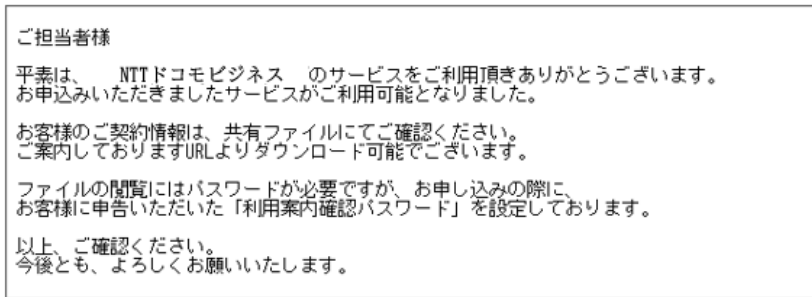 ご担当者様
平素は、 NTTドコモビジネス のサービスをご利用頂きありがとうございます。
お申込みいただきましたサービスがご利用可能となりました。
お客様のご契約情報は、共有ファイルにてご確認ください。
ご案内しておりますURLよりダウンロード可能でございます。
ファイルの閲覧にはパスワードが必要ですが、お申し込みの際に、
お客様に申告いただいた「利用案内確認パスワード」を設定しております。
以上、ご確認ください。
今後とも、よろしくお願いいたします。